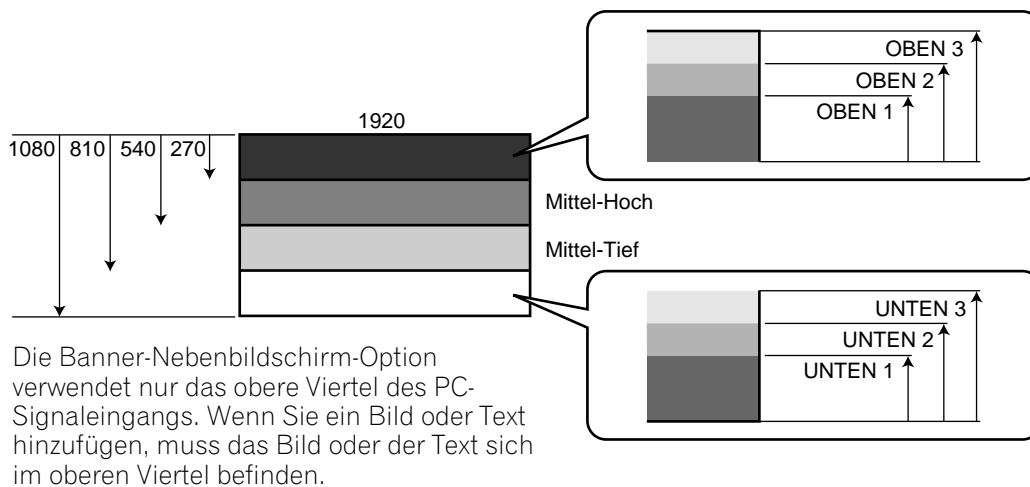 1920
1080 810 540 270
OBEN 3
OBEN 2
OBEN 1
Mittel-Hoch
Mittel-Tief
UNTEN 3
UNTEN 2
UNTEN 1
Die Banner-Nebenbildschirm-Option
verwendet nur das obere Viertel des PC-
Signaleingangs. Wenn Sie ein Bild oder Text
hinzufügen, muss das Bild oder der Text sich
im oberen Viertel befinden.